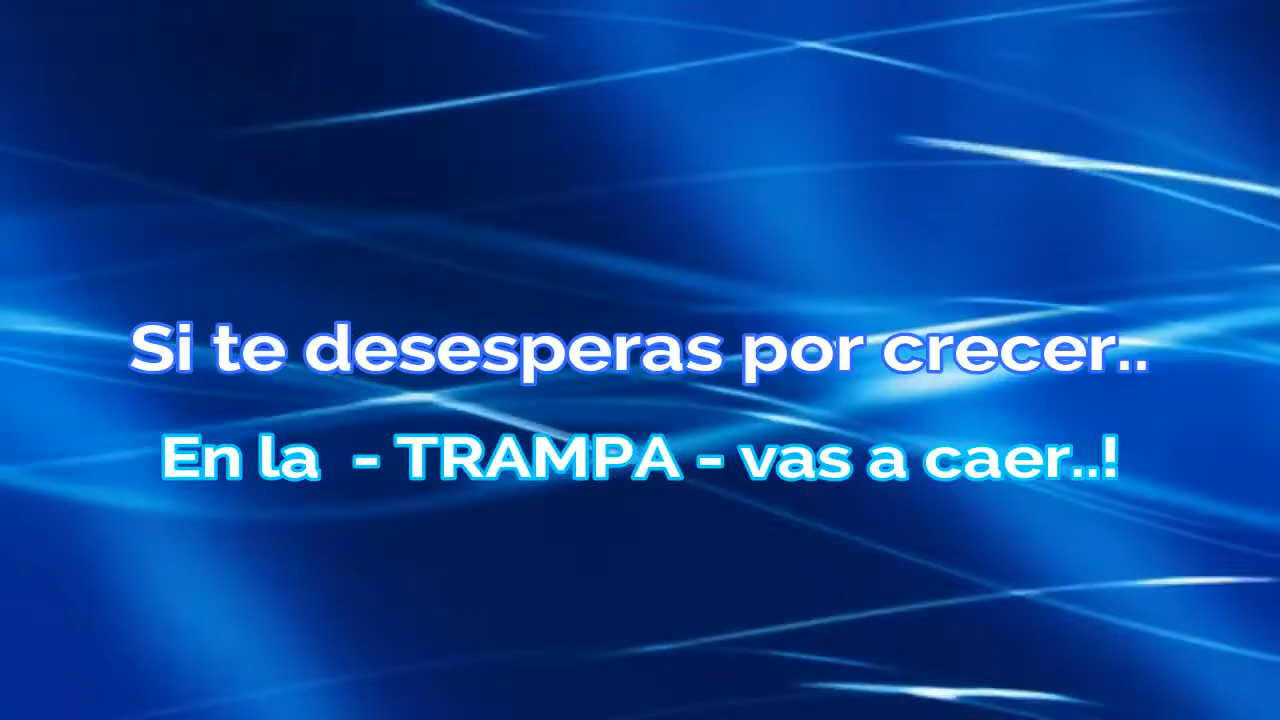 Si te desesperas por crecer..
En la  - TRAMPA - vas a caer..!